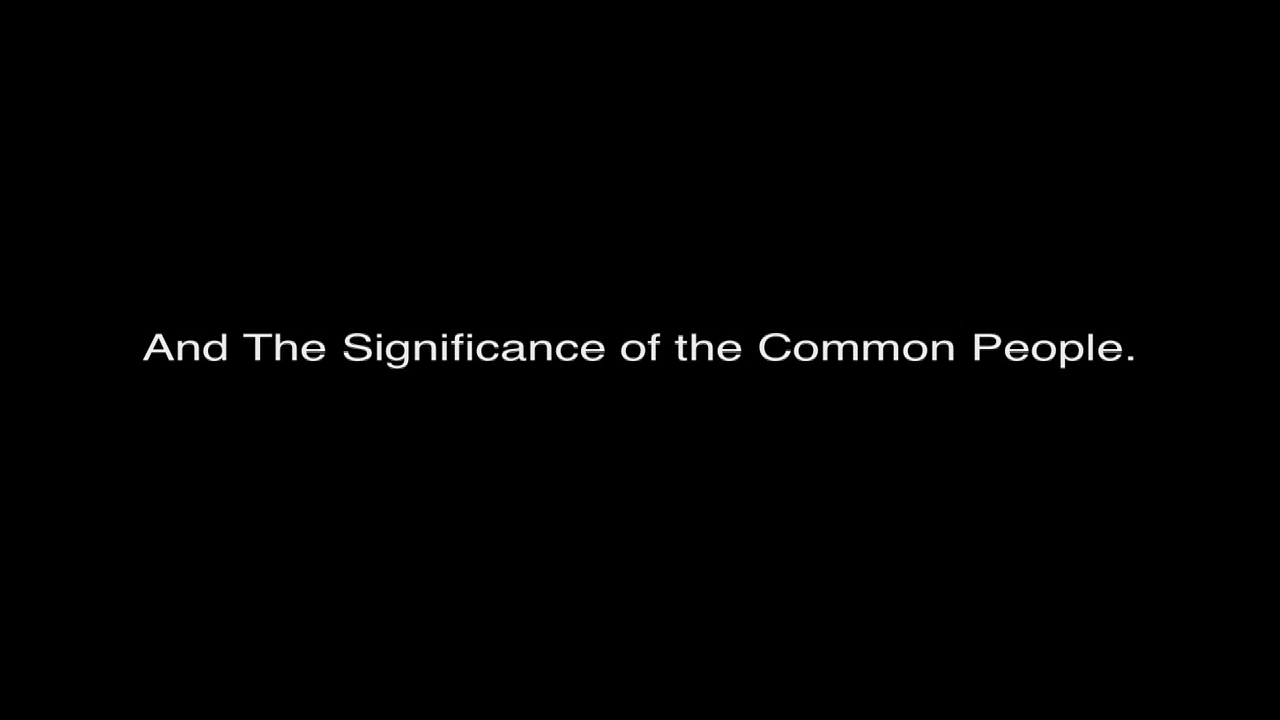 And The Significance of the Common People.